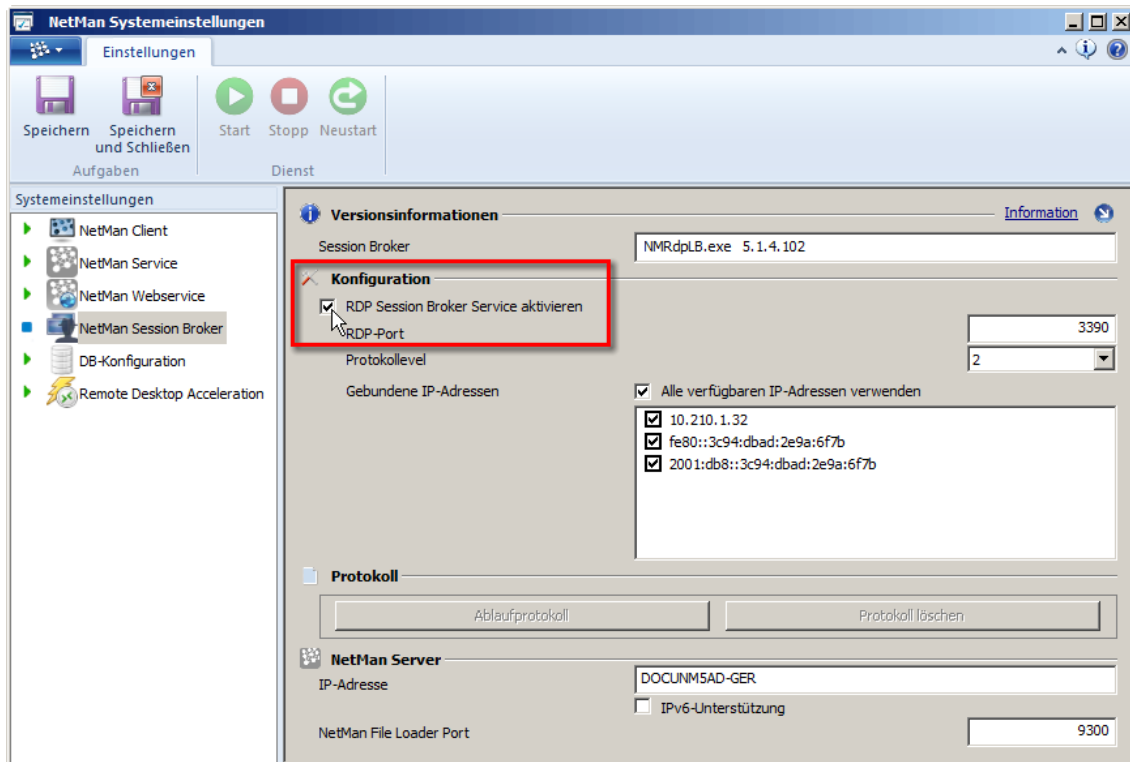 NetMan Systemeinstellungen
Einstellungen
Speichern
Speichern und Schließen
Start
Stopp
Neustart
Aufgaben
Dienst
Systemeinstellungen
NetMan Client
NetMan Service
NetMan Webservice
NetMan Session Broker
DB-Konfiguration
Remote Desktop Acceleration
Versionsinformationen
Information
Session Broker
NMRdpLB.exe 5.1.4.102
Konfiguration
RDP Session Broker Service aktivieren
RDP-Port
3390
Protokollevel
2
Gebundene IP-Adressen
Alle verfügbaren IP-Adressen verwenden
10.210.1.32
fe80::3c94:dbad:2e9a:6f7b
2001:db8::3c94:dbad:2e9a:6f7b
Protokoll
Ablaufprotokoll
Protokoll löschen
NetMan Server
IP-Adresse
DOCUNM5AD-GER
IPv6-Unterstützung
NetMan File Loader Port
9300